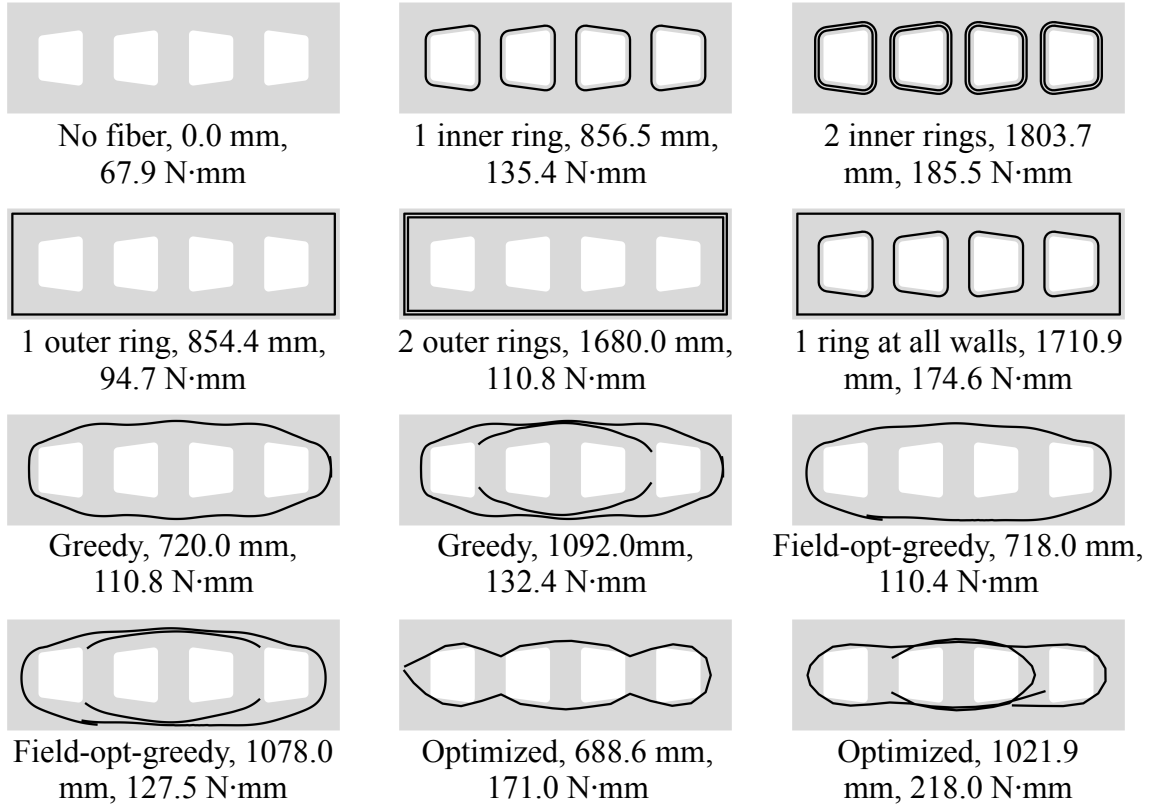 No fiber, 0.0 mm,
67.9 N·mm
1 inner ring, 856.5 mm,
135.4 N·mm
2 inner rings, 1803.7
mm, 185.5 N·mm
1 outer ring, 854.4 mm,
94.7 N·mm
2 outer rings, 1680.0 mm,
110.8 N·mm
1 ring at all walls, 1710.9
mm, 174.6 N·mm
Greedy, 720.0 mm,
110.8 N·mm
Greedy, 1092.0mm,
132.4 N·mm
Field-opt-greedy, 718.0 mm,
110.4 N·mm
Field-opt-greedy, 1078.0
mm, 127.5 N·mm
Optimized, 688.6 mm,
171.0 N·mm
Optimized, 1021.9
mm, 218.0 N·mm